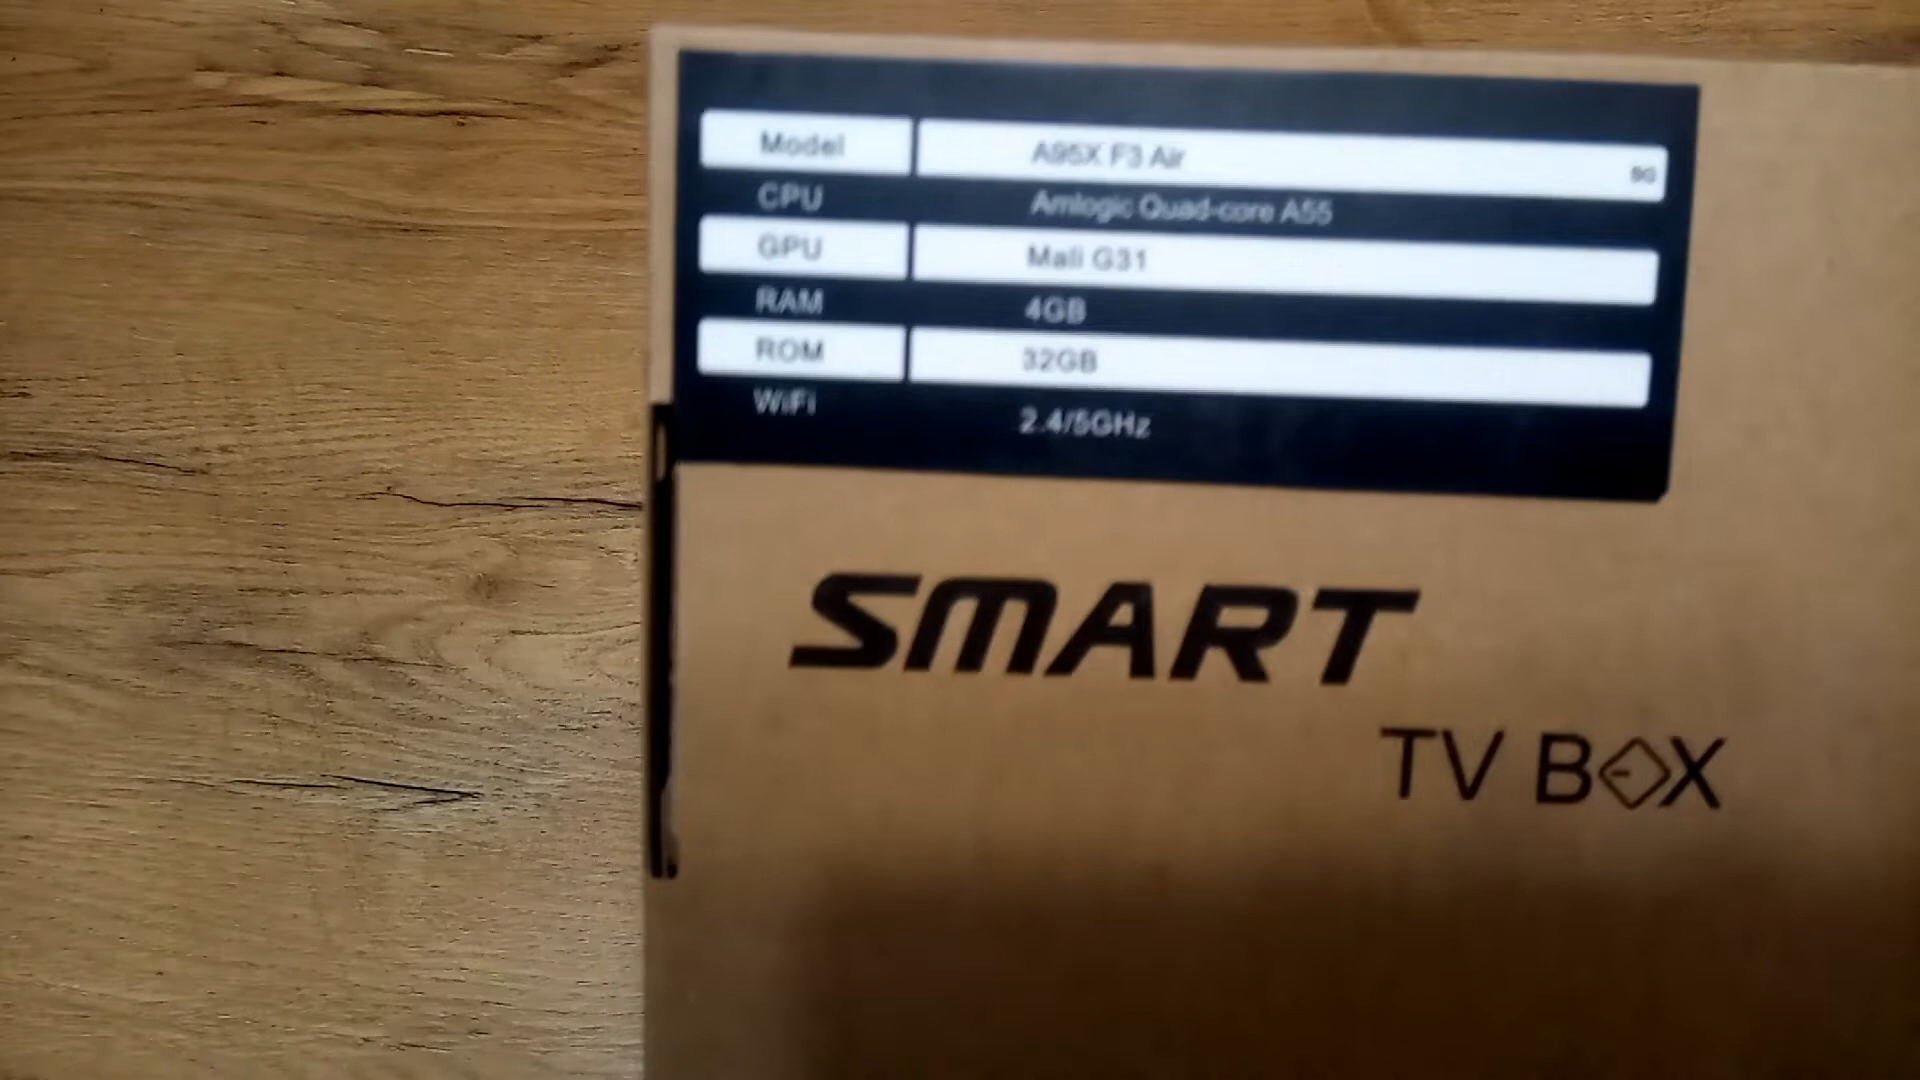 Model A95X F3 Air
SG
CPU Amlogic Quad-core A55
GPU Mali G31
RAM 4GB
ROM 32GB
WiFi 2.4/5GHz
SMART
TV BOX